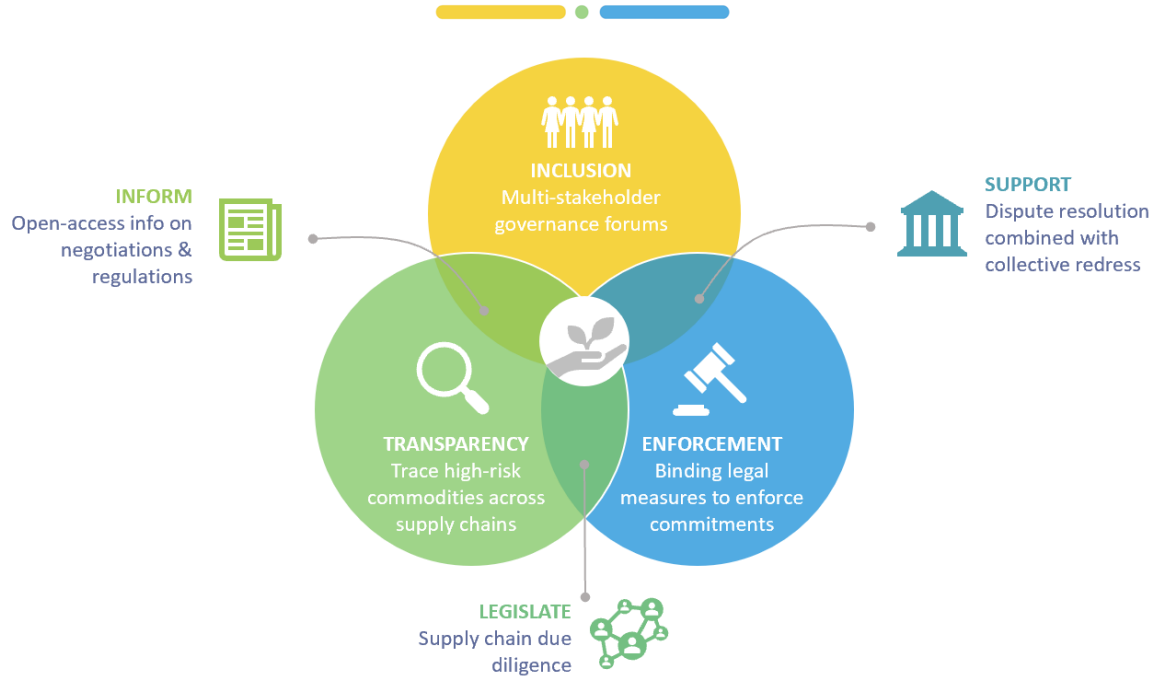 INCLUSION
Multi-stakeholder
governance forums
INFORM
Open-access info on
negotiations &
regulations
SUPPORT
Dispute resolution
combined with
collective redress
TRANSPARENCY
Trace high-risk
commodities across
supply chains
ENFORCEMENT
Binding legal
measures to enforce
commitments
LEGISLATE
Supply chain due
diligence